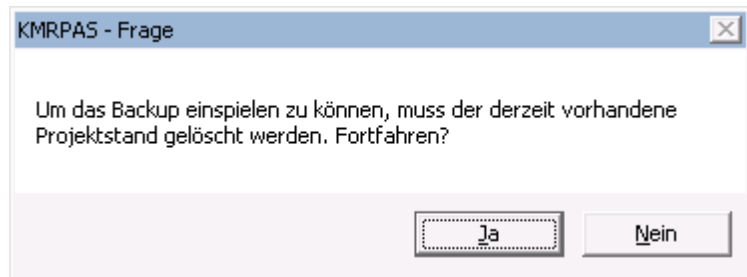 KMRPAS - Frage
Um das Backup einspielen zu können, muss der derzeit vorhandene
Projektstand gelöscht werden. Fortfahren?
Ja
Nein